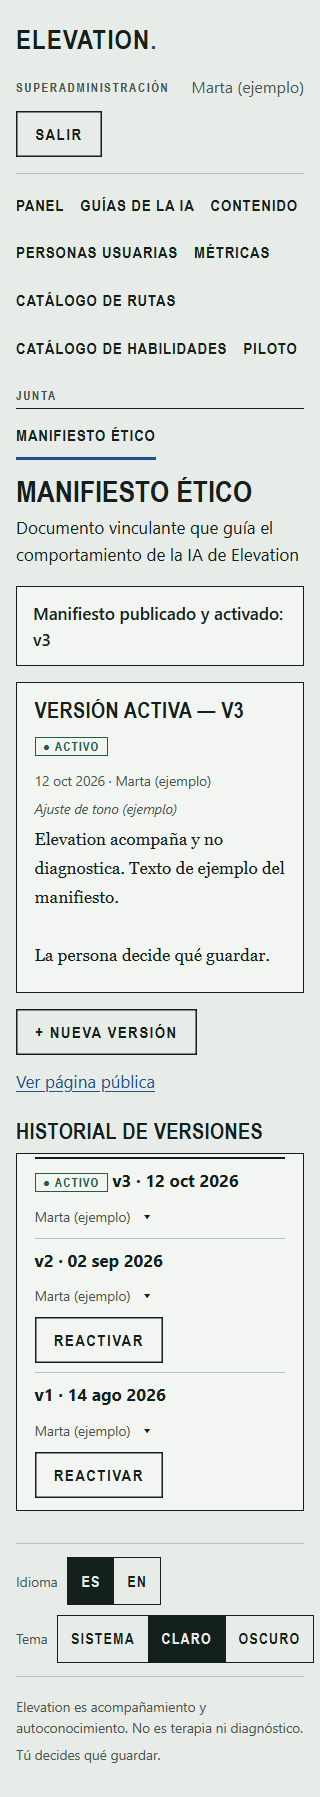 ELEVATION.
SUPERADMINISTRACIÓN Marta (ejemplo)
SALIR
PANEL GUÍAS DE LA IA CONTENIDO
PERSONAS USUARIAS MÉTRICAS
CATÁLOGO DE RUTAS
CATÁLOGO DE HABILIDADES PILOTO
JUNTA
MANIFIESTO ÉTICO
MANIFIESTO ÉTICO
Documento vinculante que guía el
comportamiento de la IA de Elevation
Manifiesto publicado y activado:
v3
VERSIÓN ACTIVA — V3
● ACTIVO
12 oct 2026 · Marta (ejemplo)
Ajuste de tono (ejemplo)
Elevation acompaña y no
diagnostica. Texto de ejemplo del
manifiesto.
La persona decide qué guardar.
+ NUEVA VERSIÓN
Ver página pública
HISTORIAL DE VERSIONES
● ACTIVO v3 · 12 oct 2026
Marta (ejemplo) ▾
v2 · 02 sep 2026
Marta (ejemplo) ▾
REACTIVAR
v1 · 14 ago 2026
Marta (ejemplo) ▾
REACTIVAR
Idioma ES EN
Tema SISTEMA CLARO OSCURO
Elevation es acompañamiento y
autoconocimiento. No es terapia ni diagnóstico.
Tú decides qué guardar.